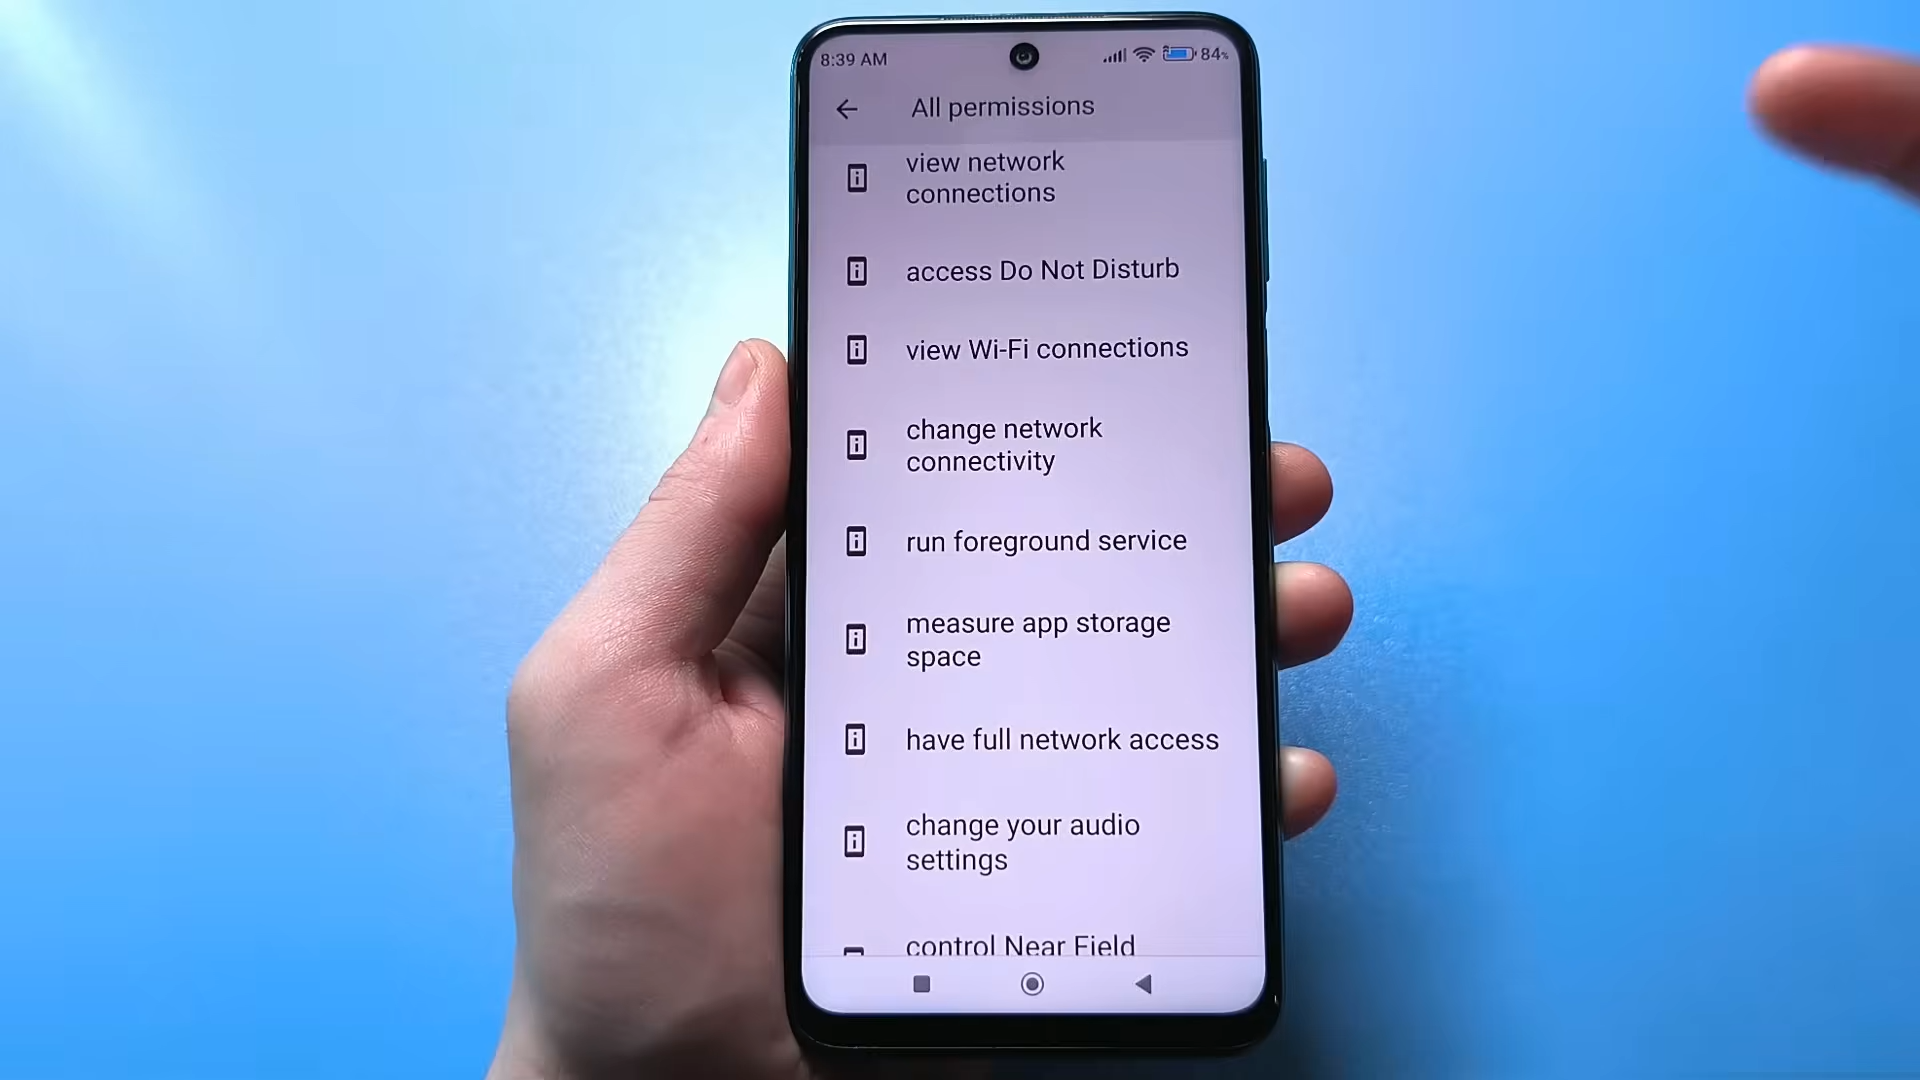 8:39 AM
84%
All permissions
view network
connections
access Do Not Disturb
view Wi-Fi connections
change network
connectivity
run foreground service
measure app storage
space
have full network access
change your audio
settings
control Near Field